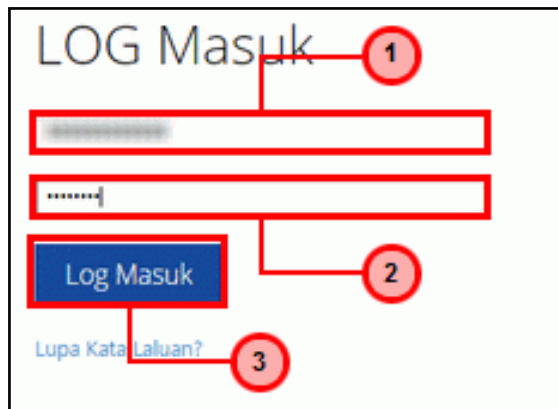 LOG Masuk
1
••••••••
Log Masuk
2
Lupa Kata Laluan?
3